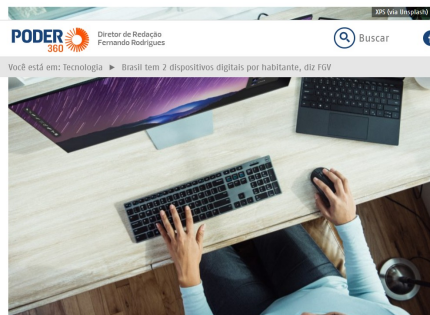 XPS (via Unsplash)
PODER
360
Diretor de Redação
Fernando Rodrigues
Buscar
Você está em: Tecnologia ► Brasil tem 2 dispositivos digitais por habitante, diz FGV